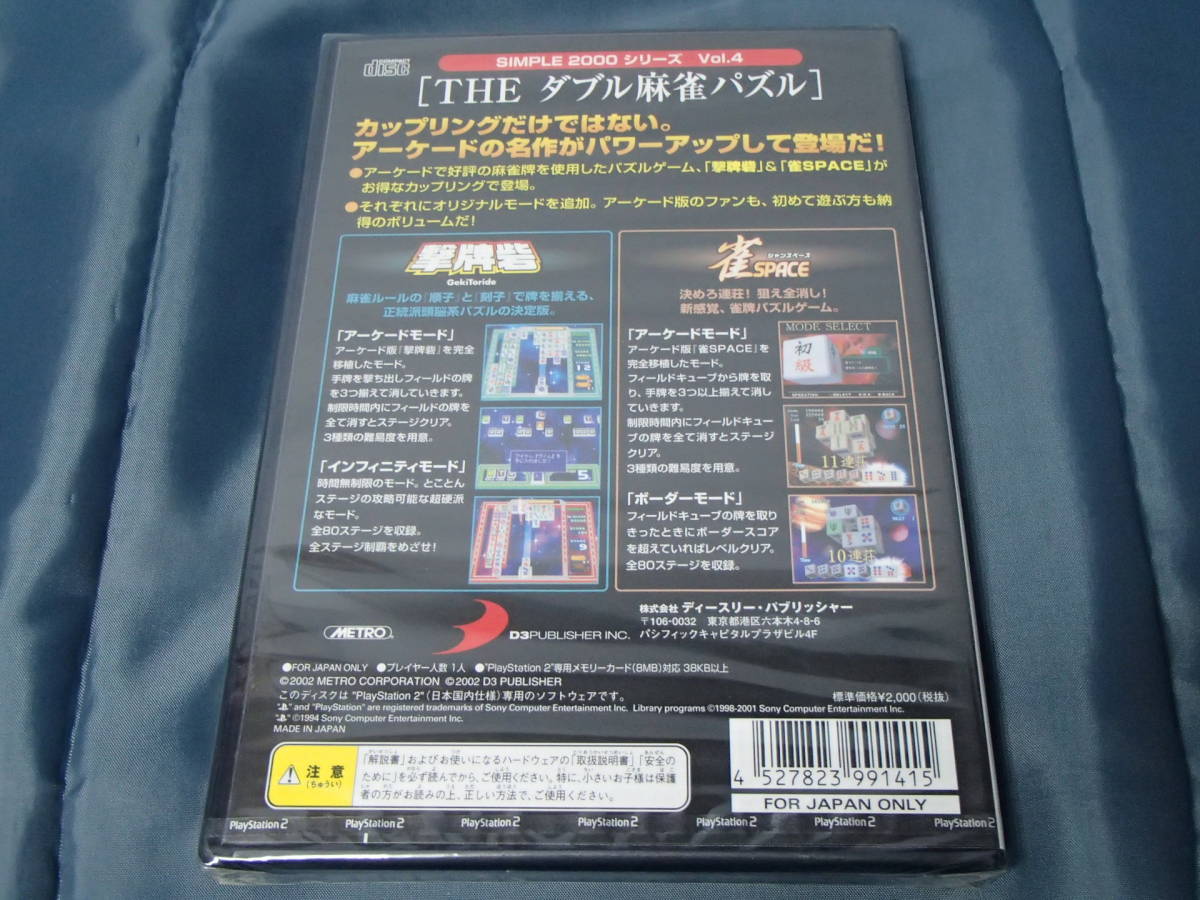 COMPACT disc
SIMPLE 2000 シリーズ Vol.4
[THE ダブル麻雀パズル]
カップリングだけではない。
アーケードの名作がパワーアップして登場だ!
●アーケードで好評の麻雀牌を使用したパズルゲーム、「撃牌砦」&「雀SPACE」が
お得なカップリングで登場。
●それぞれにオリジナルモードを追加。アーケード版のファンも、初めて遊ぶ方も納
得のボリュームだ!
撃牌砦
GekiToride
麻雀ルールの「順子」と「刻子」で牌を揃える、
正統派頭脳系パズルの決定版。
「アーケードモード」
アーケード版「撃牌砦」を完全
移植したモード。
手牌を撃ち出しフィールドの牌
を3つ揃えて消していきます。
制限時間内にフィールドの牌を
全て消すとステージクリア。
3種類の難易度を用意。
「インフィニティモード」
時間無制限のモード。とことん
ステージの攻略可能な超硬派
なモード。
全80ステージを収録。
全ステージ制覇をめざせ!
12
5
9
ジャンスペース
雀SPACE
決めろ連荘! 狙え全消し!
新感覚、雀牌パズルゲーム。
「アーケードモード」
アーケード版「雀SPACE」を
完全移植したモード。
フィールドキューブから牌を取
り、手牌を3つ以上揃えて消し
ていきます。
制限時間内にフィールドキュー
ブの牌を全て消すとステージ
クリア。
3種類の難易度を用意。
「ボーダーモード」
フィールドキューブの牌を取り
きったときにボーダースコア
を超えていればレベルクリア。
全80ステージを収録。
MODE SELECT
初級
11連荘
10連荘
METRO
D3PUBLISHER INC.
株式会社 ディースリー・パブリッシャー
〒106-0032 東京都港区六本木4-8-6
パシフィックキャピタルプラザビル4F
●FOR JAPAN ONLY ●プレイヤー人数 1人 ●"PlayStation 2"専用メモリーカード(8MB)対応 38KB以上
©2002 METRO CORPORATION ©2002 D3 PUBLISHER
このディスクは "PlayStation 2"(日本国内仕様)専用のソフトウェアです。
標準価格¥2,000(税抜)
and "PlayStation" are registered trademarks of Sony Computer Entertainment Inc. Library programs ©1998-2001 Sony Computer Entertainment Inc.
©1994 Sony Computer Entertainment Inc.
MADE IN JAPAN
注意
(ちゅうい)
「解説書」およびお使いになるハードウェアの「取扱説明書」「安全の
ために」を必ず読んでから、ご使用ください。特に、小さいお子様は保護
者の方がお読みの上、正しい方法で、ご使用ください。
4 527823 991415
FOR JAPAN ONLY
PlayStation 2 PlayStation 2 PlayStation 2 PlayStation 2 PlayStation 2 PlayStation 2 PlayStation 2